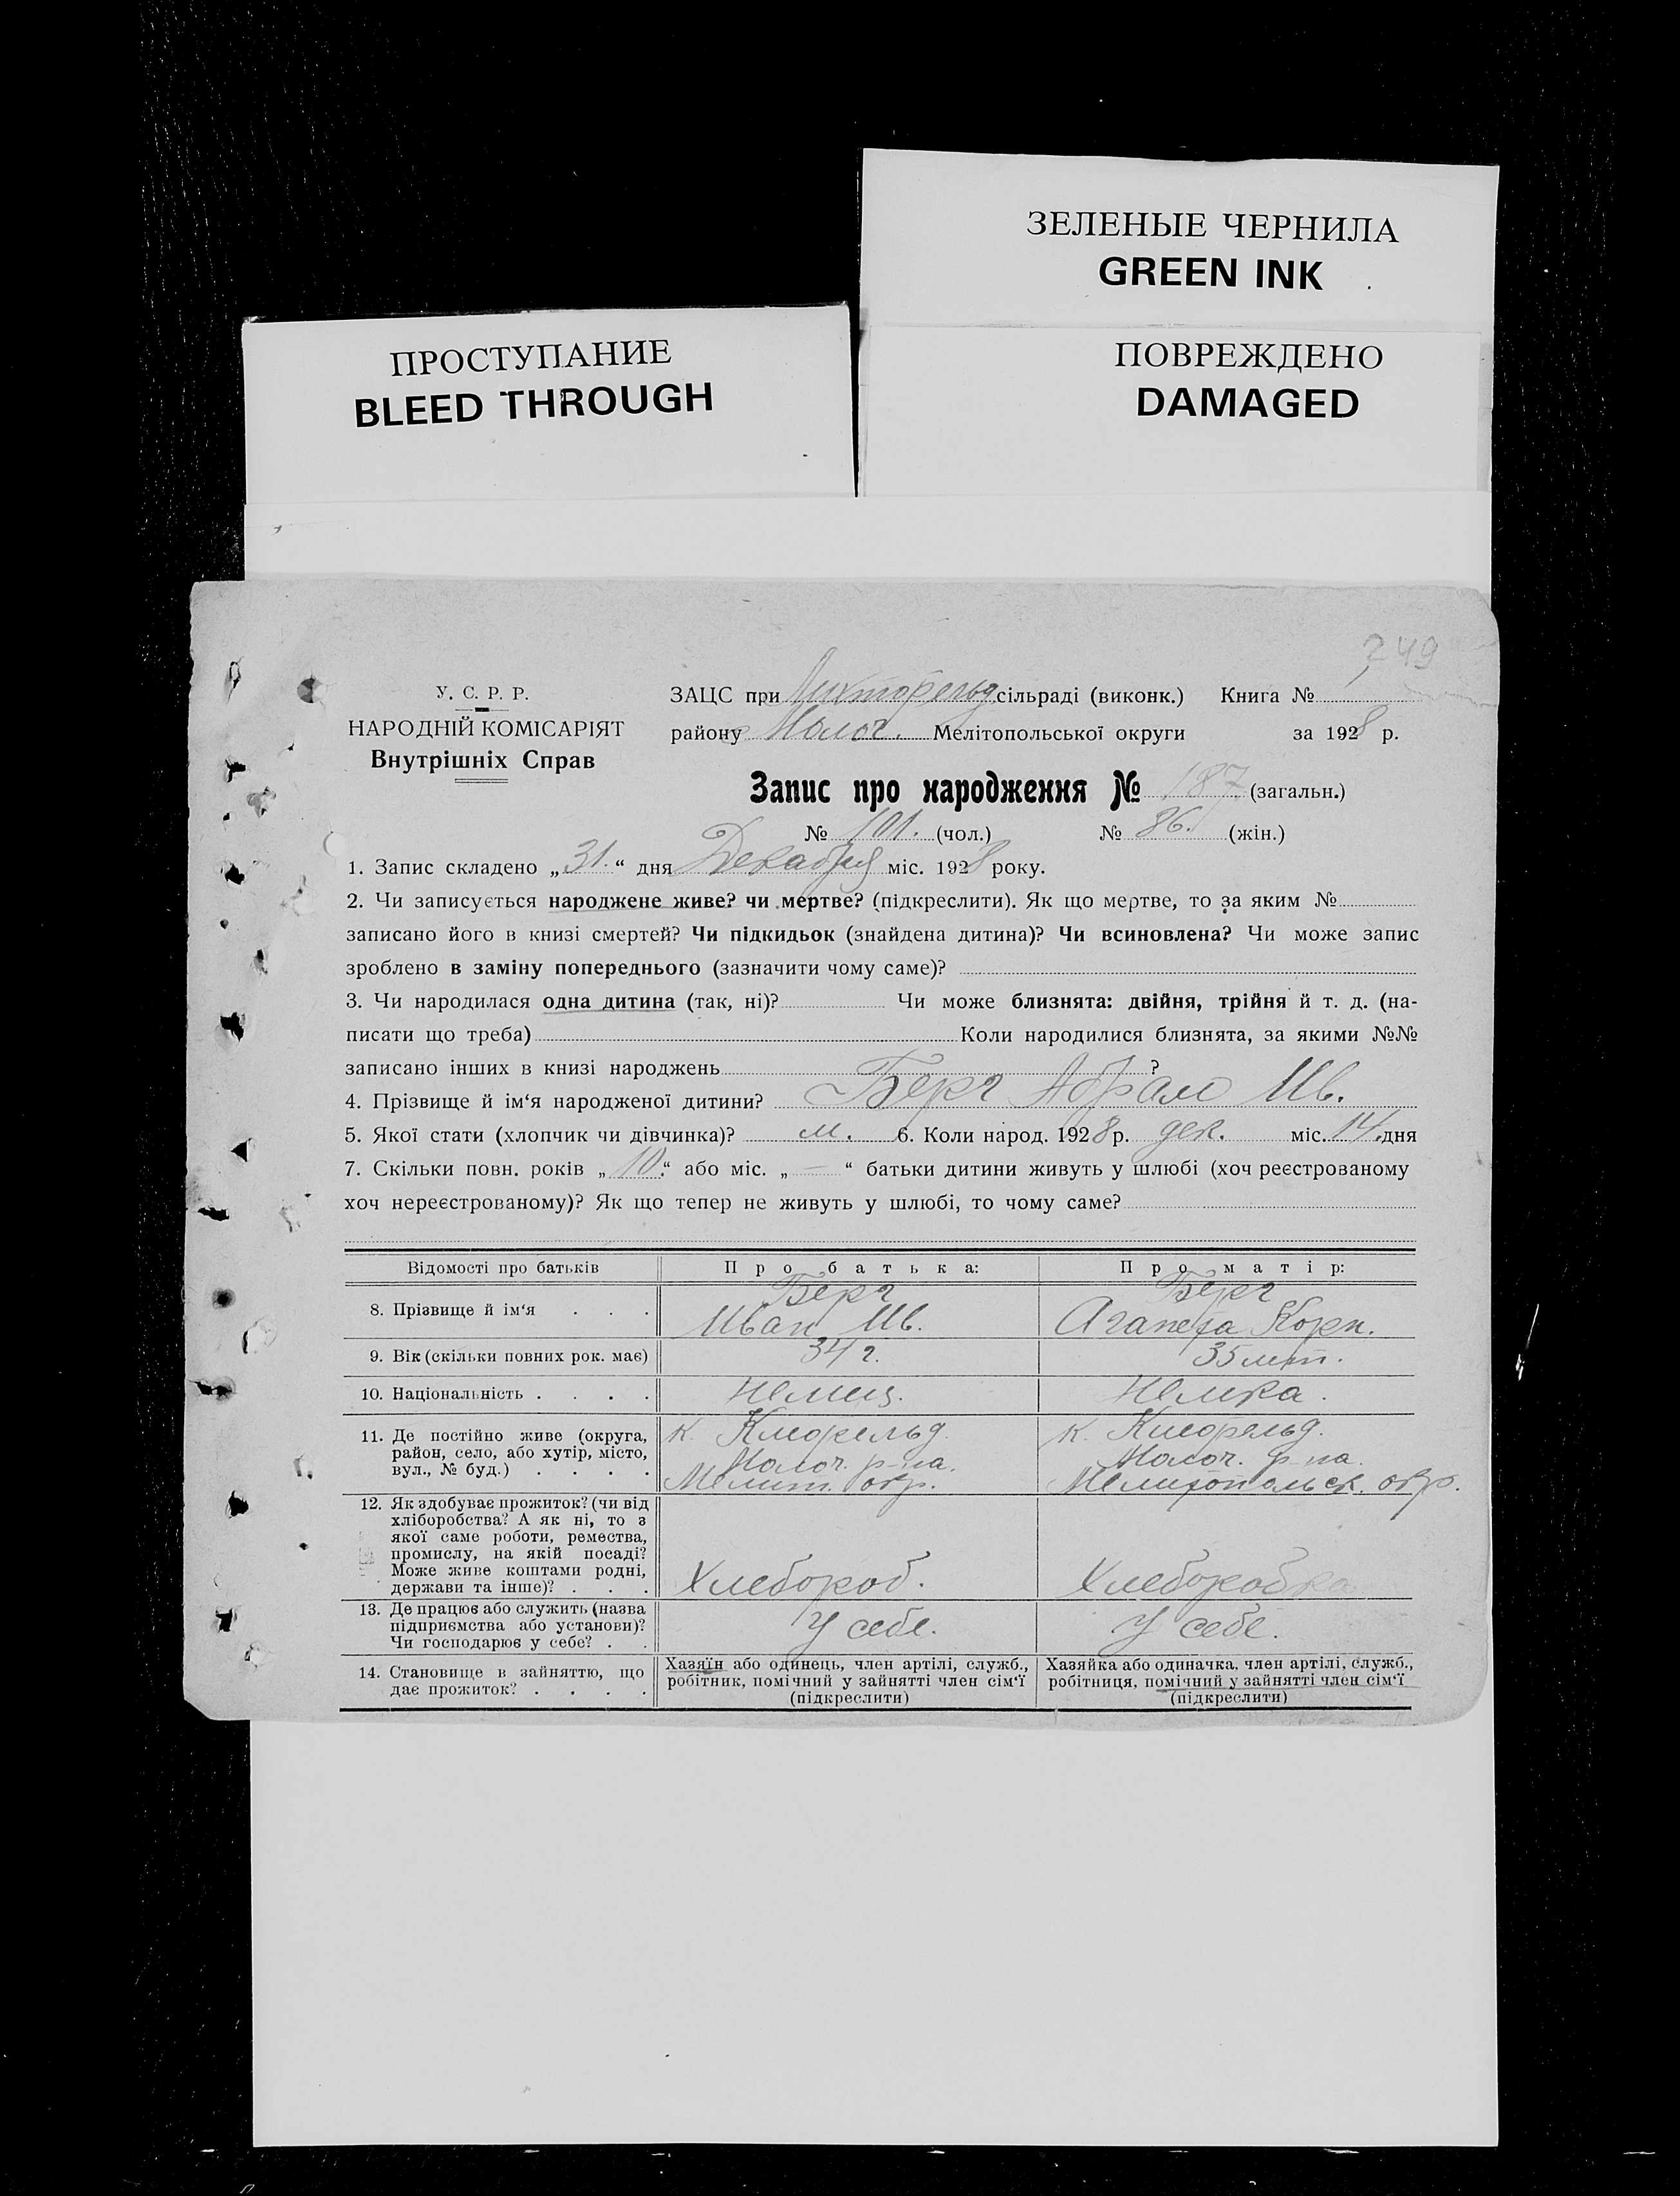 ЗЕЛЕНЫЕ ЧЕРНИЛА
GREEN INK
ПРОСТУПАНИЕ
BLEED THROUGH
ПОВРЕЖДЕНО
DAMAGED
249
У. С. Р. Р.
НАРОДНІЙ КОМІСАРІЯТ
Внутрішніх Справ
ЗАЦС при Лихтфельд. сільраді (виконк.) Книга №
району Молоч. Мелітопольської округи за 1928 р.
Запис про народження № 187 (загальн.)
№ 101. (чол.) № 86. (жін.)
1. Запис складено „31.“ дня Декабря міс. 1928 року.
2. Чи записується народжене живе? чи мертве? (підкреслити). Як що мертве, то за яким №
записано його в книзі смертей? Чи підкидьок (знайдена дитина)? Чи всиновлена? Чи може запис
зроблено в заміну попереднього (зазначити чому саме)?
3. Чи народилася одна дитина (так, ні)? Чи може близнята: двійня, трійня й т. д. (на-
писати що треба) Коли народилися близнята, за якими №№
записано інших в книзі народжень ?
4. Прізвище й ім‘я народженої дитини? Берг Абрам Ив.
5. Якої стати (хлопчик чи дівчинка)? м. 6. Коли народ. 1928 р. дек. міс. 14. дня
7. Скільки повн. років „10.“ або міс. „—“ батьки дитини живуть у шлюбі (хоч реєстрованому
хоч нереєстрованому)? Як що тепер не живуть у шлюбі, то чому саме?
Відомості про батьків Про батька: Про матір:
8. Прізвище й ім‘я . . . Берг Иван Ив. Берг Аганета Корн.
9. Вік (скільки повних рок. має) 34 г. 35 лет.
10. Національність . . . . Немец. Немка.
11. Де постійно живе (округа, к. Клефельд. к. Клефельд.
район, село, або хутір, місто, Молоч. р-на. Молоч. р-на.
вул., № буд.) . . . . Мелит. окр. Мелитопольск. окр.
12. Як здобуває прожиток? (чи від
хліборобства? А як ні, то з
якої саме роботи, ремества,
промислу, на якій посаді?
Може живе коштами родні,
держави та інше)? . . . Хлебороб. Хлеборобка
13. Де працює або служить (назва
підприємства або установи)? У себе. У себе.
Чи господарює у себе? . .
14. Становище в зайняттю, що Хазяїн або одинець, член артілі, служб., Хазяйка або одиначка, член артілі, служб.,
дає прожиток? . . . . робітник, помічний у зайнятті член сім‘ї робітниця, помічний у зайнятті член сім‘ї
(підкреслити) (підкреслити)